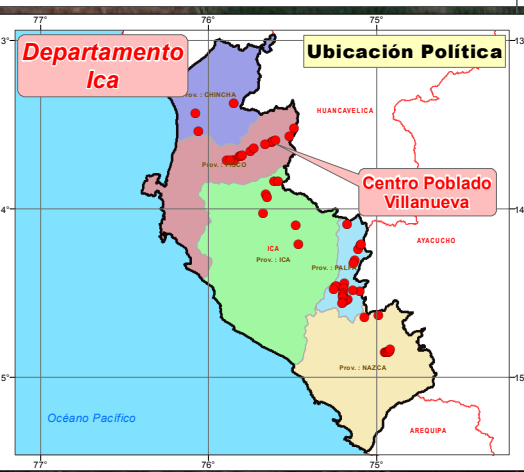 77°
76°
75°
3°
Departamento
Ica
Ubicación Política
Prov. : CHINCHA
HUANCAVELICA
Prov. : PISCO
Centro Poblado
Villanueva
4°
14°
AYACUCHO
ICA
Prov. : ICA
Prov. : PALPA
Prov. : NAZCA
5°
15°
Océano Pacífico
AREQUIPA
77°
76°
75°